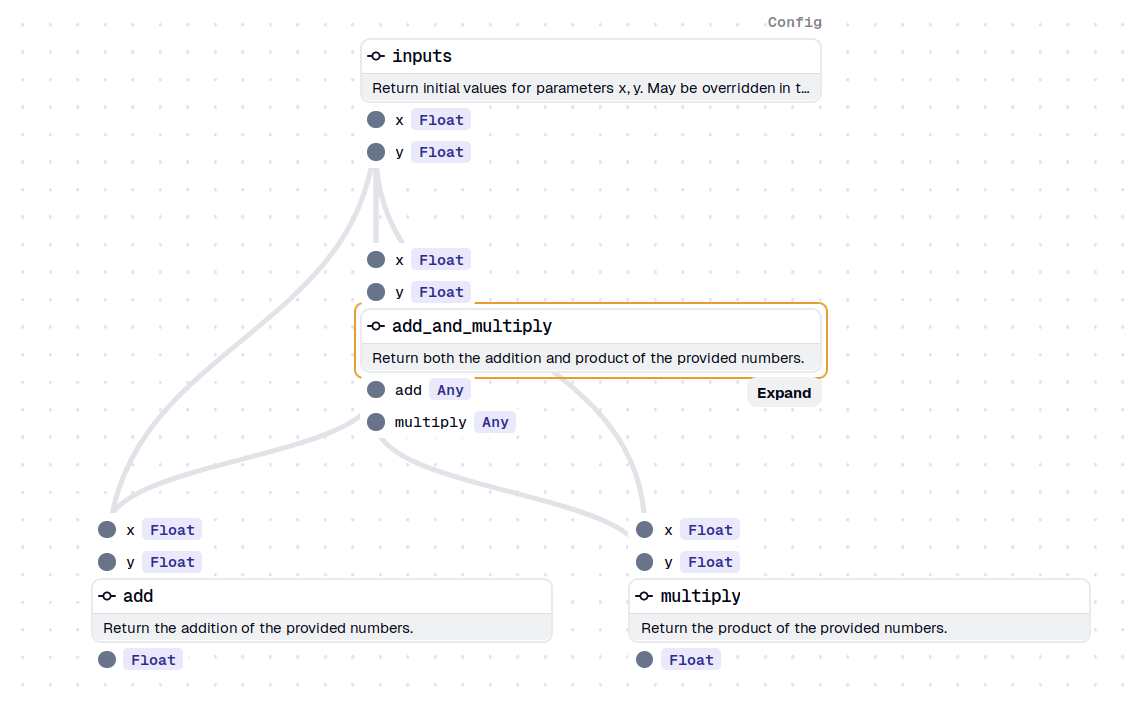 Config
inputs
Return initial values for parameters x, y. May be overridden in t...
x Float
y Float
x Float
y Float
add_and_multiply
Return both the addition and product of the provided numbers.
add Any
Expand
multiply Any
x Float
y Float
add
Return the addition of the provided numbers.
Float
x Float
y Float
multiply
Return the product of the provided numbers.
Float